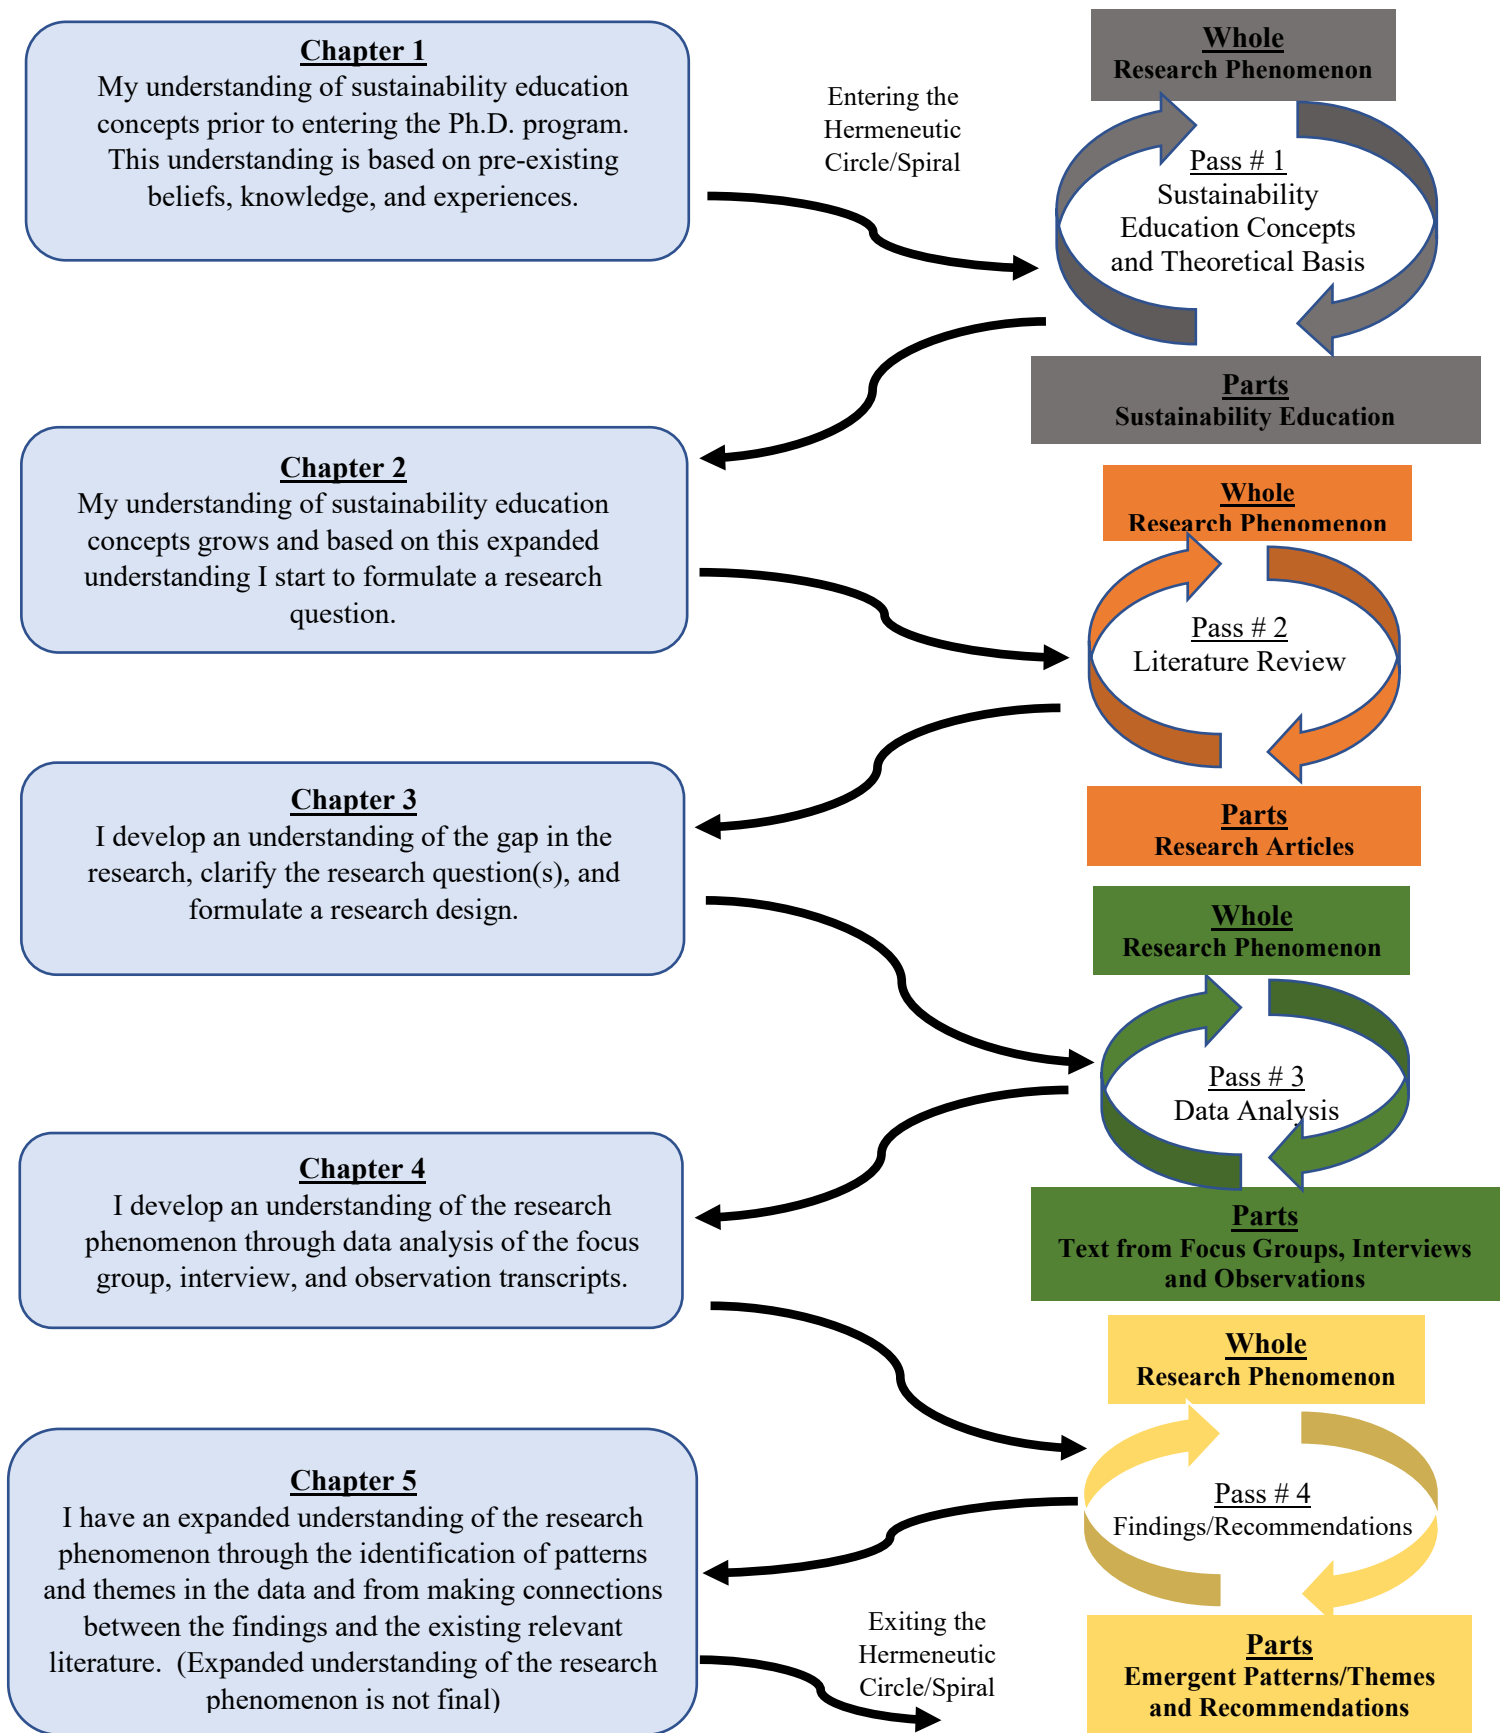 Chapter 1
My understanding of sustainability education
concepts prior to entering the Ph.D. program.
This understanding is based on pre-existing
beliefs, knowledge, and experiences.
Entering the
Hermeneutic
Circle/Spiral
Whole
Research Phenomenon
Pass # 1
Sustainability
Education Concepts
and Theoretical Basis
Parts
Sustainability Education
Chapter 2
My understanding of sustainability education
concepts grows and based on this expanded
understanding I start to formulate a research
question.
Whole
Research Phenomenon
Pass # 2
Literature Review
Parts
Research Articles
Chapter 3
I develop an understanding of the gap in the
research, clarify the research question(s), and
formulate a research design.
Whole
Research Phenomenon
Pass # 3
Data Analysis
Parts
Text from Focus Groups, Interviews
and Observations
Chapter 4
I develop an understanding of the research
phenomenon through data analysis of the focus
group, interview, and observation transcripts.
Whole
Research Phenomenon
Pass # 4
Findings/Recommendations
Parts
Emergent Patterns/Themes
and Recommendations
Chapter 5
I have an expanded understanding of the research
phenomenon through the identification of patterns
and themes in the data and from making connections
between the findings and the existing relevant
literature.  (Expanded understanding of the research
phenomenon is not final)
Exiting the
Hermeneutic
Circle/Spiral